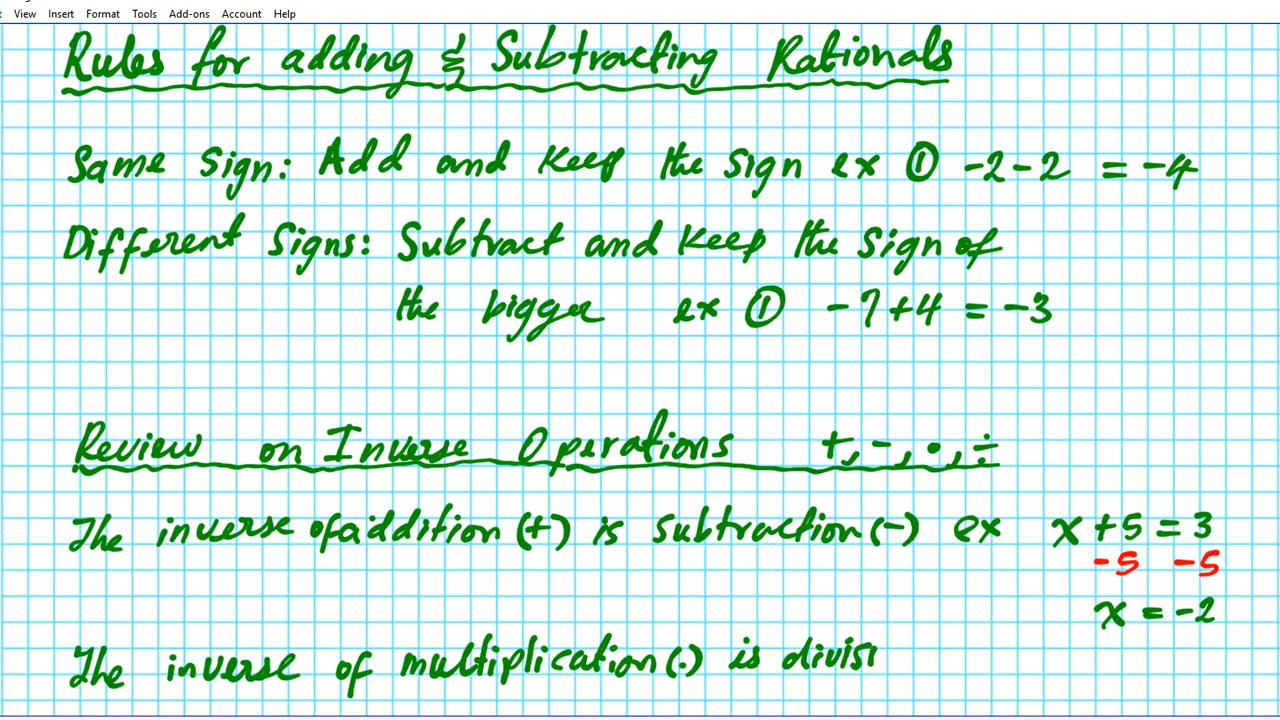 View Insert Format Tools Add-ons Account Help
Rules for adding & Subtracting Rationals
Same Sign: Add and Keep the Sign ex ① -2-2 = -4
Different Signs: Subtract and Keep the Sign of
the bigger ex ① -7+4 = -3
Review on Inverse Operations +, -, •, ÷
The inverse of addition (+) is subtraction (-) ex x+5=3
-5 -5
x = -2
The inverse of multiplication (.) is divisi